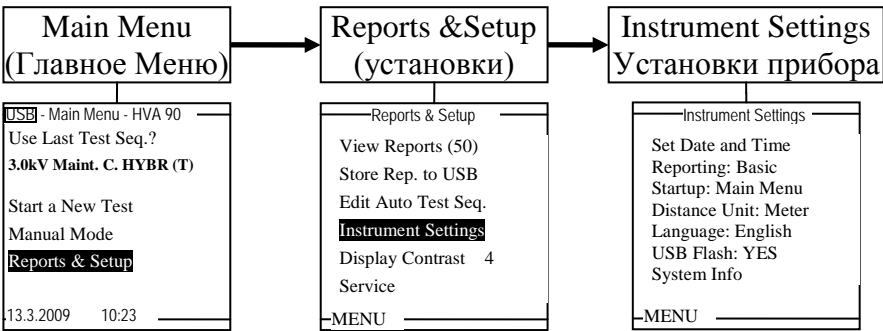 Main Menu
(Главное Меню)
Reports &Setup
(установки)
Instrument Settings
Установки прибора
USB - Main Menu - HVA 90
Use Last Test Seq.?
3.0kV Maint. C. HYBR (T)
Start a New Test
Manual Mode
Reports & Setup
13.3.2009 10:23
Reports & Setup
View Reports (50)
Store Rep. to USB
Edit Auto Test Seq.
Instrument Settings
Display Contrast 4
Service
MENU
Instrument Settings
Set Date and Time
Reporting: Basic
Startup: Main Menu
Distance Unit: Meter
Language: English
USB Flash: YES
System Info
MENU